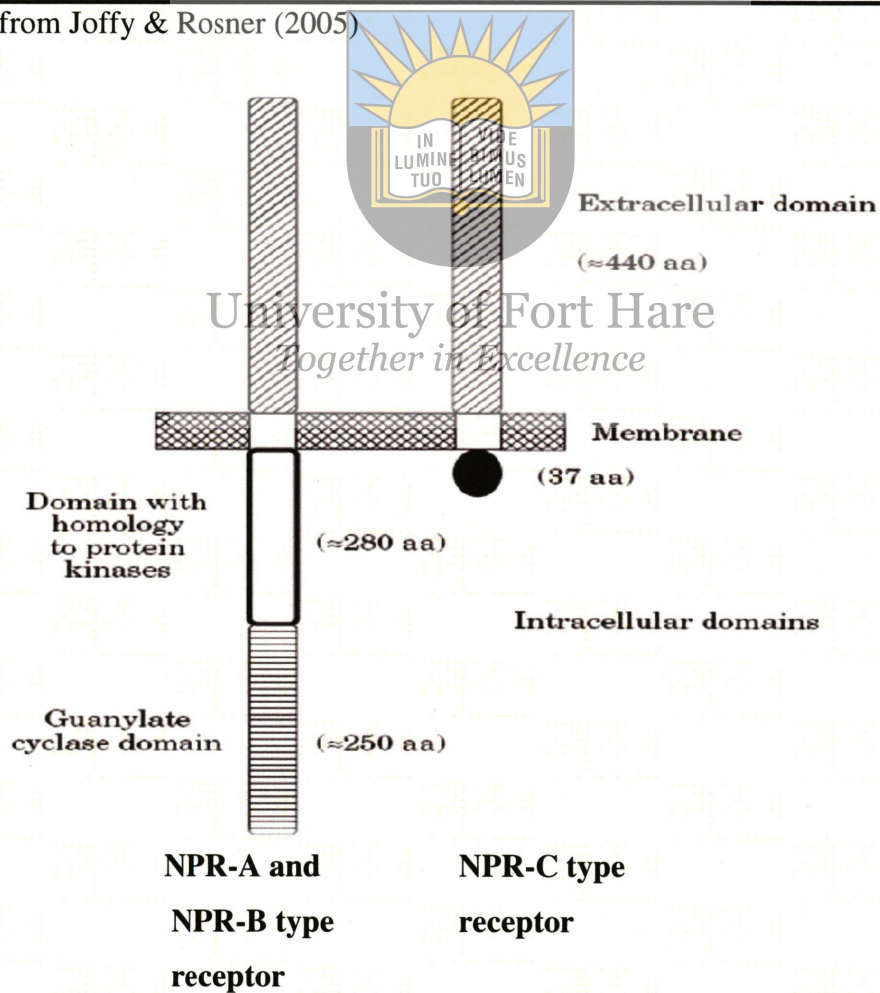 from Joffy & Rosner (2005)
IN
LUMINE
TUO
VIDE
BIMUS
LUMEN
Extracellular domain
(≈440 aa)
University of Fort Hare
Together in Excellence
Membrane
(37 aa)
Domain with
homology
to protein
kinases
(≈280 aa)
Intracellular domains
Guanylate
cyclase domain
(≈250 aa)
NPR-A and
NPR-B type
receptor
NPR-C type
receptor